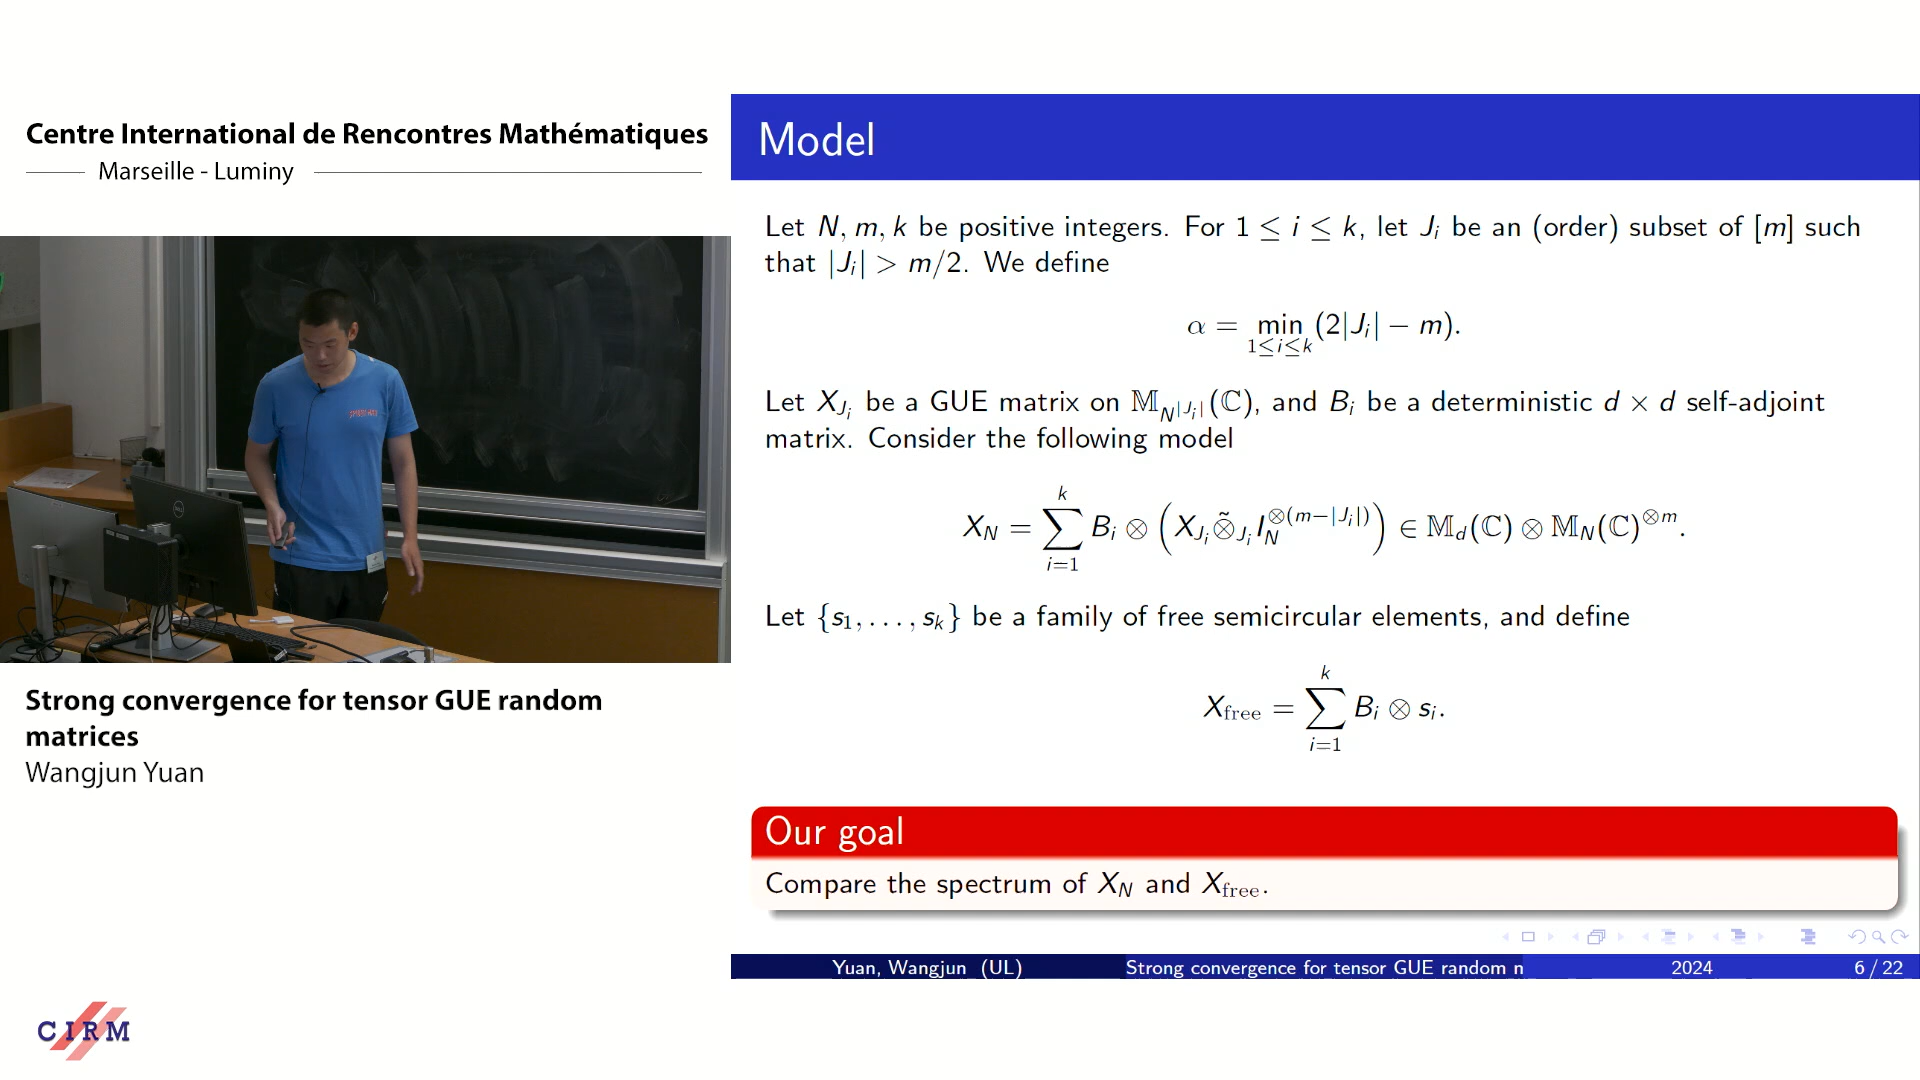 Centre International de Rencontres Mathématiques
Marseille - Luminy
Strong convergence for tensor GUE random
matrices
Wangjun Yuan
CIRM
Model
Let N, m, k be positive integers. For 1 ≤ i ≤ k, let J_i be an (order) subset of [m] such
that |J_i| > m/2. We define
α = min_{1≤i≤k} (2|J_i| − m).
Let X_{J_i} be a GUE matrix on 𝕄_{N^{|J_i|}}(ℂ), and B_i be a deterministic d × d self-adjoint
matrix. Consider the following model
X_N = ∑_{i=1}^{k} B_i ⊗ (X_{J_i} ⊗̃_{J_i} I_N^{⊗(m−|J_i|)}) ∈ 𝕄_d(ℂ) ⊗ 𝕄_N(ℂ)^{⊗m}.
Let {s_1, . . . , s_k} be a family of free semicircular elements, and define
X_free = ∑_{i=1}^{k} B_i ⊗ s_i.
Our goal
Compare the spectrum of X_N and X_free.
Yuan, Wangjun (UL) Strong convergence for tensor GUE random m 2024 6 / 22